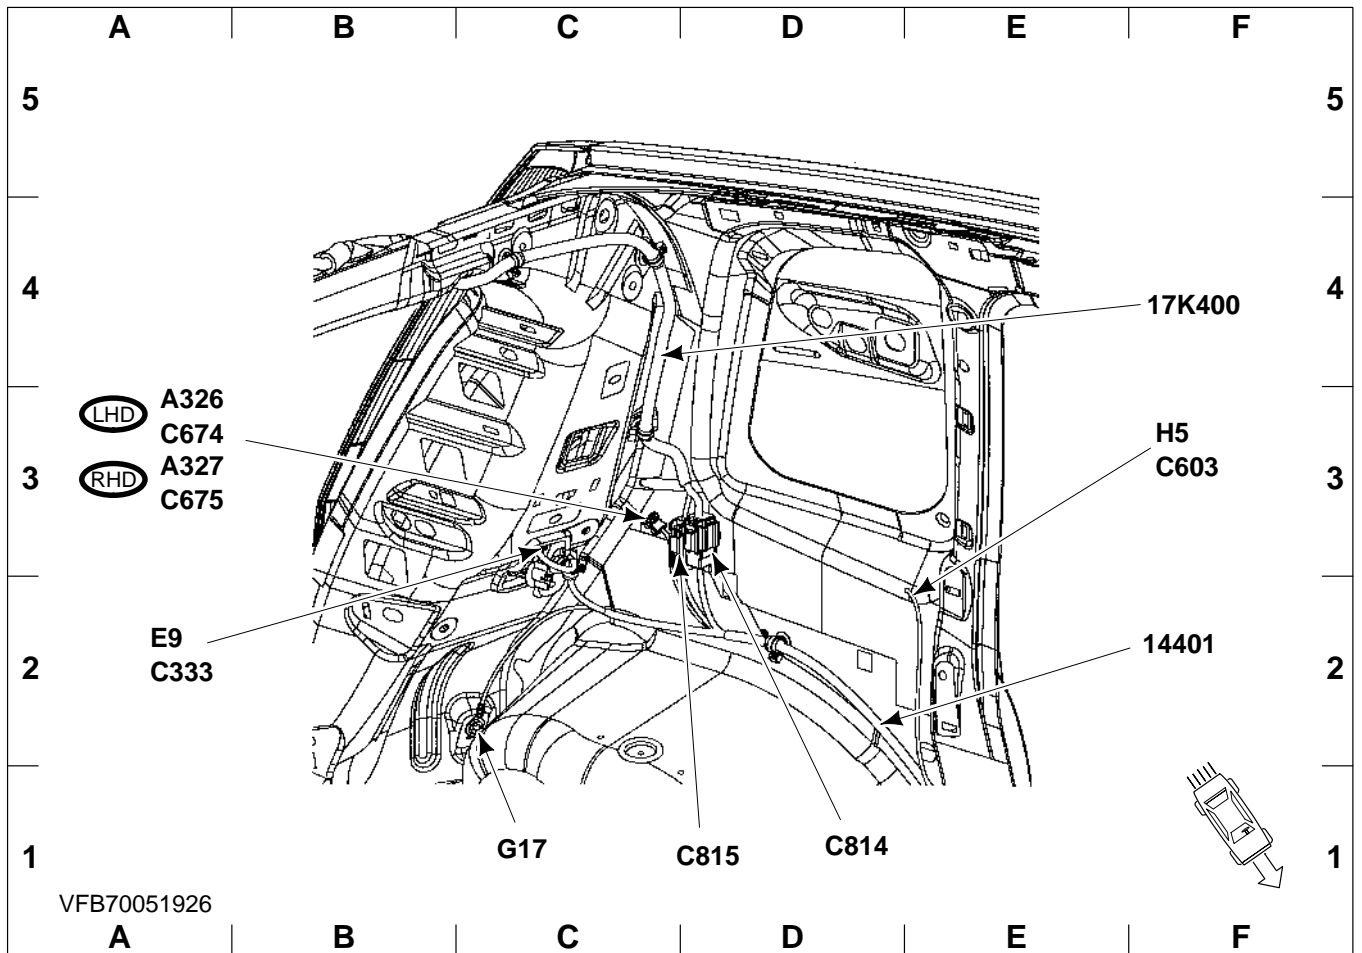 A B C D E F
5 5
4 4
17K400
LHD A326
C674
RHD A327
C675
H5
C603
3 3
E9
C333
14401
2 2
G17
C815
C814
1 1
VFB70051926
A B C D E F